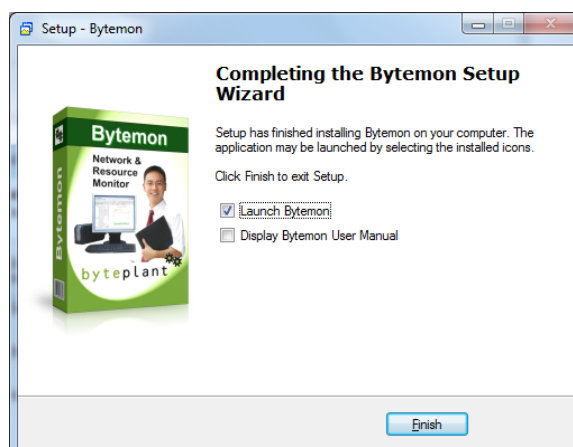 Setup - Bytemon
Completing the Bytemon Setup
Wizard
Setup has finished installing Bytemon on your computer. The
application may be launched by selecting the installed icons.
Click Finish to exit Setup.
Launch Bytemon
Display Bytemon User Manual
Bytemon
Bytemon
Network &
Resource
Monitor
byteplant
Finish